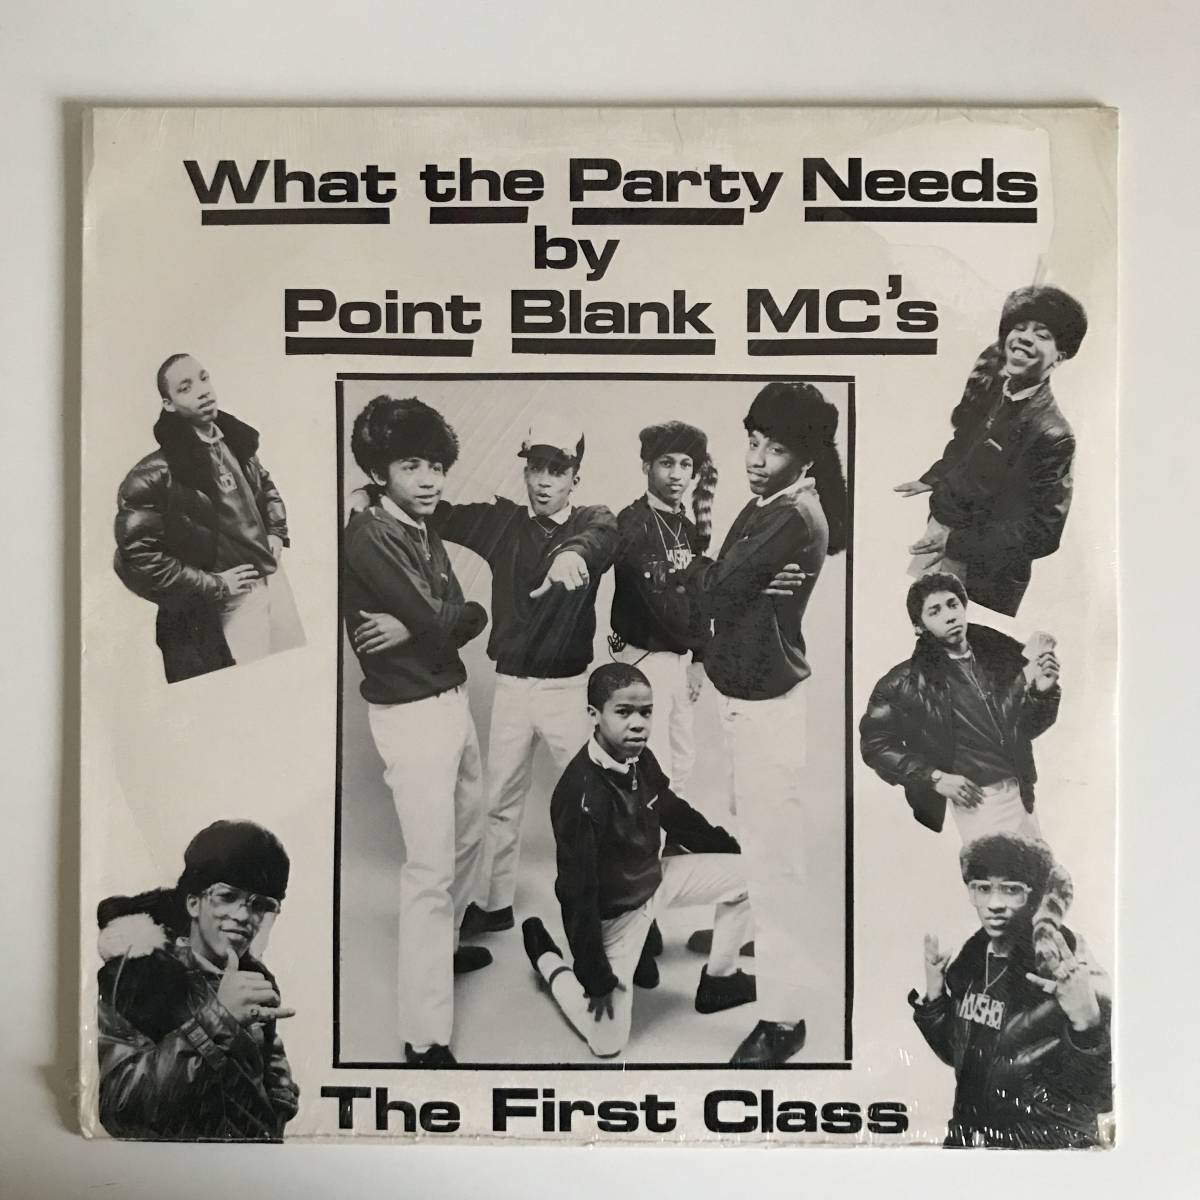 What the Party Needs
by
Point Blank MC's
The First Class